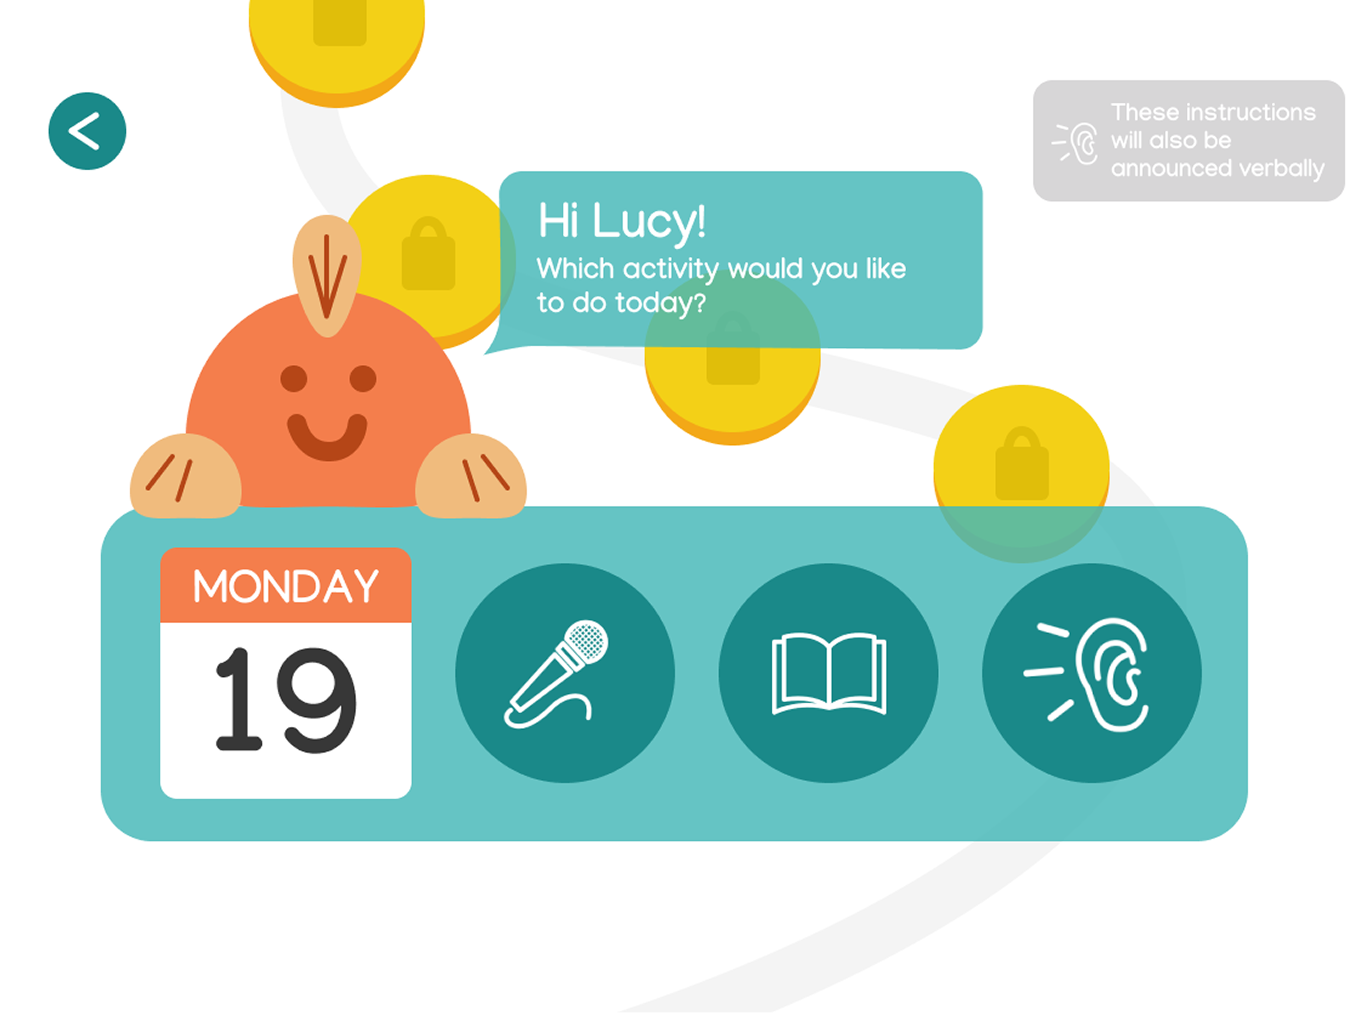 These instructions
will also be
announced verbally
Hi Lucy!
Which activity would you like
to do today?
MONDAY
19